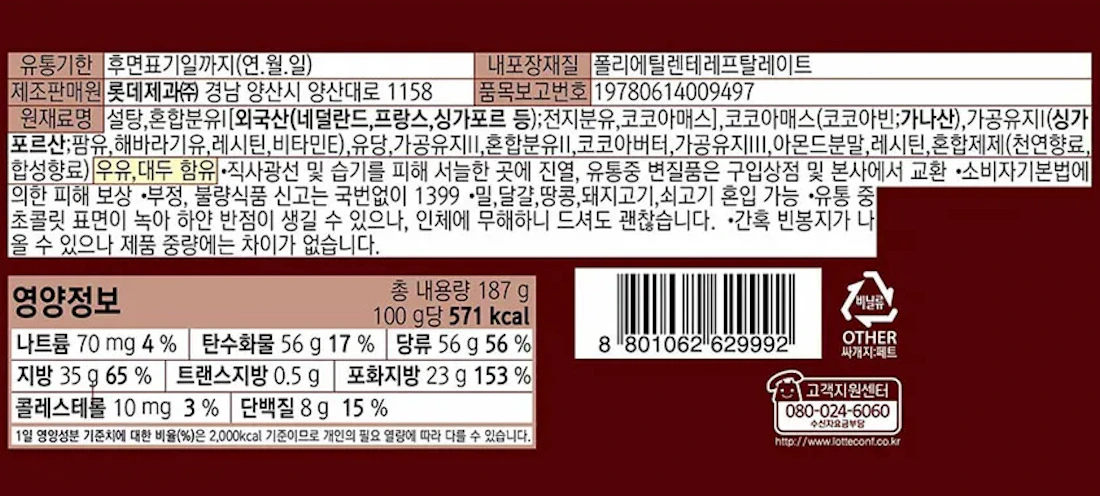 유통기한 후면표기일까지(연.월.일) 내포장재질 폴리에틸렌테레프탈레이트
제조판매원 롯데제과㈜ 경남 양산시 양산대로 1158 품목보고번호 19780614009497
원재료명 설탕,혼합분유Ⅰ[외국산(네덜란드,프랑스,싱가포르 등);전지분유,코코아매스],코코아매스(코코아빈;가나산),가공유지Ⅱ(싱가
포르산;팜유,해바라기유,레시틴,비타민E),유당,가공유지Ⅱ,혼합분유Ⅱ,코코아버터,가공유지Ⅲ,아몬드분말,레시틴,혼합제제(천연향료,
합성향료) 우유,대두 함유 •직사광선 및 습기를 피해 서늘한 곳에 진열, 유통중 변질품은 구입상점 및 본사에서 교환 •소비자기본법에
의한 피해 보상 •부정, 불량식품 신고는 국번없이 1399 •밀,달걀,땅콩,돼지고기,쇠고기 혼입 가능 •유통 중
초콜릿 표면이 녹아 하얀 반점이 생길 수 있으나, 인체에 무해하니 드셔도 괜찮습니다. •간혹 빈봉지가 나
올 수 있으나 제품 중량에는 차이가 없습니다.
영양정보 총 내용량 187 g
100 g당 571 kcal
나트륨 70 mg 4 % 탄수화물 56 g 17 % 당류 56 g 56 %
지방 35 g 65 % 트랜스지방 0.5 g 포화지방 23 g 153 %
콜레스테롤 10 mg 3 % 단백질 8 g 15 %
1일 영양성분 기준치에 대한 비율(%)은 2,000kcal 기준이므로 개인의 필요 열량에 따라 다를 수 있습니다.
8 801062 629992
비닐류
OTHER
싸개지:페트
고객지원센터
080-024-6060
수신자요금부담
http://www.lotteconf.co.kr